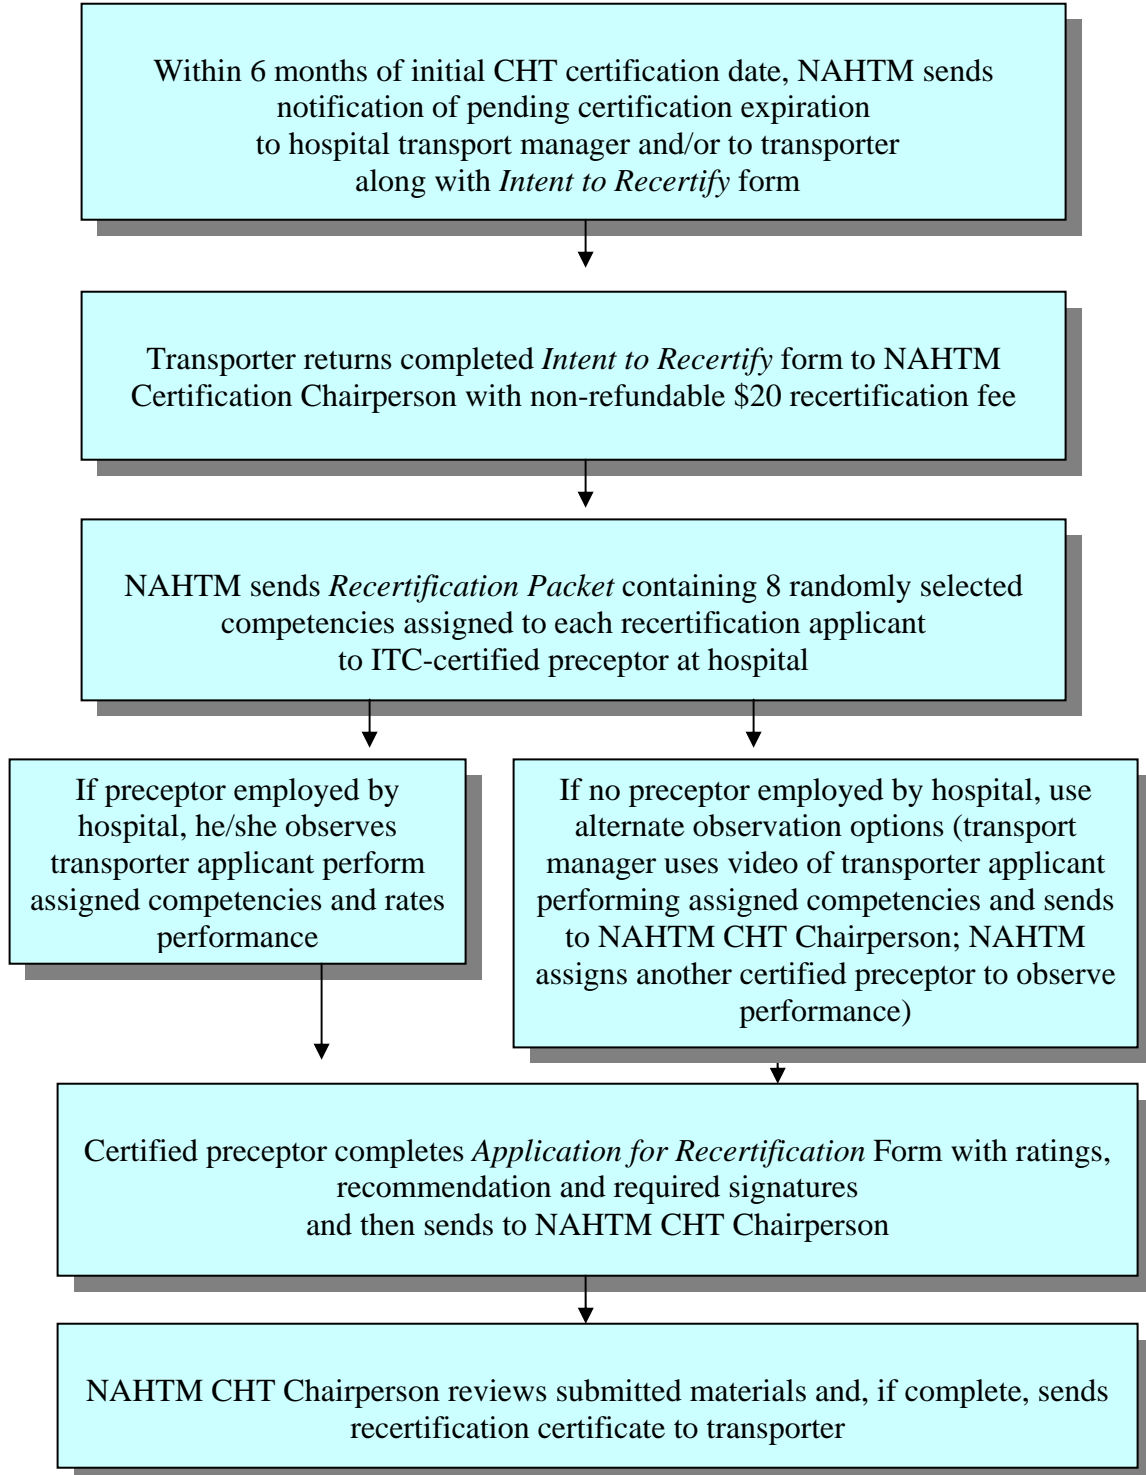 Within 6 months of initial CHT certification date, NAHTM sends
notification of pending certification expiration
to hospital transport manager and/or to transporter
along with Intent to Recertify form
Transporter returns completed Intent to Recertify form to NAHTM
Certification Chairperson with non-refundable $20 recertification fee
NAHTM sends Recertification Packet containing 8 randomly selected
competencies assigned to each recertification applicant
to ITC-certified preceptor at hospital
If preceptor employed by
hospital, he/she observes
transporter applicant perform
assigned competencies and rates
performance
If no preceptor employed by hospital, use
alternate observation options (transport
manager uses video of transporter applicant
performing assigned competencies and sends
to NAHTM CHT Chairperson; NAHTM
assigns another certified preceptor to observe
performance)
Certified preceptor completes Application for Recertification Form with ratings,
recommendation and required signatures
and then sends to NAHTM CHT Chairperson
NAHTM CHT Chairperson reviews submitted materials and, if complete, sends
recertification certificate to transporter